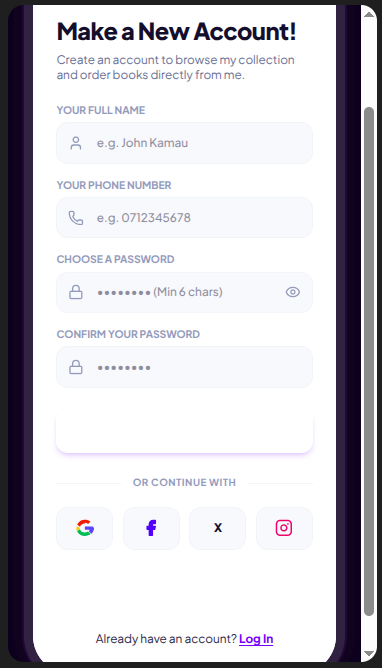 Make a New Account!
Create an account to browse my collection
and order books directly from me.
YOUR FULL NAME
e.g. John Kamau
YOUR PHONE NUMBER
e.g. 0712345678
CHOOSE A PASSWORD
•••••••• (Min 6 chars)
CONFIRM YOUR PASSWORD
••••••••
OR CONTINUE WITH
G f X
Already have an account? Log In